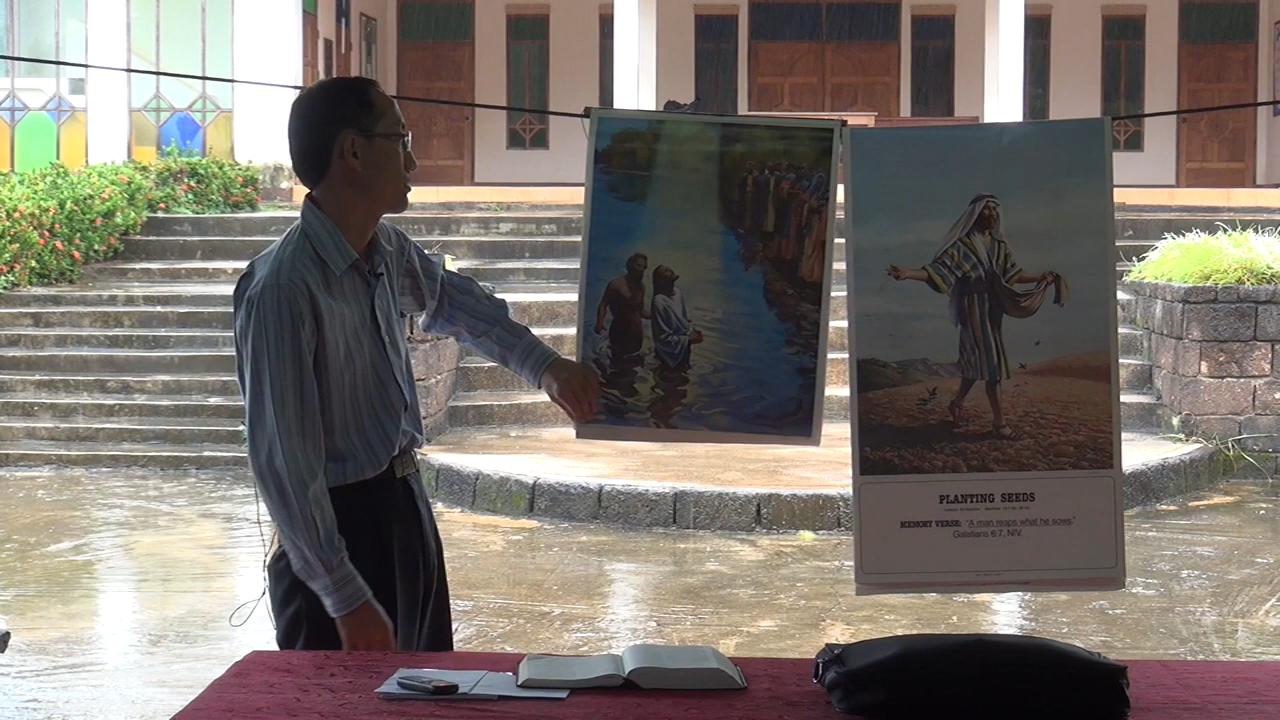 PLANTING SEEDS
MEMORY VERSE: "A man reaps what he sows."
Galatians 6:7, NIV.